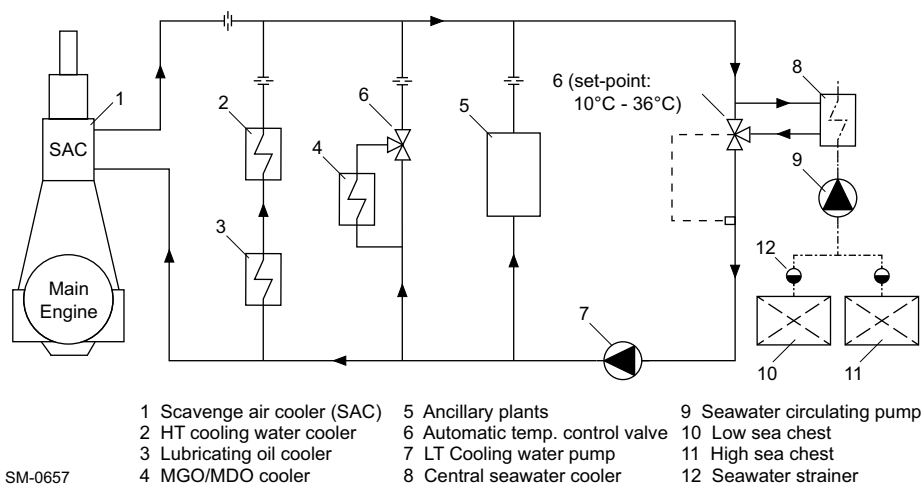 1
SAC
Main
Engine
2
3
4
6
5
6 (set-point:
10°C - 36°C)
8
9
7
12
10
11
1 Scavenge air cooler (SAC)
2 HT cooling water cooler
3 Lubricating oil cooler
4 MGO/MDO cooler
5 Ancillary plants
6 Automatic temp. control valve
7 LT Cooling water pump
8 Central seawater cooler
9 Seawater circulating pump
10 Low sea chest
11 High sea chest
12 Seawater strainer
SM-0657